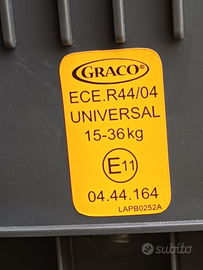 GRACO
ECE.R44/04
UNIVERSAL
15-36kg
E11
04.44.164
LAPB0252A
subito